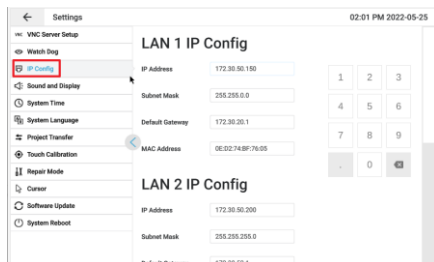 Settings
02:01 PM 2022-05-25
VNC VNC Server Setup
Watch Dog
IP Config
Sound and Display
System Time
System Language
Project Transfer
Touch Calibration
Repair Mode
Cursor
Software Update
System Reboot
LAN 1 IP Config
IP Address 172.30.50.150
Subnet Mask 255.255.0.0
Default Gateway 172.30.20.1
MAC Address 0E:D2:74:BF:76:05
1 2 3
4 5 6
7 8 9
. 0
LAN 2 IP Config
IP Address 172.30.50.200
Subnet Mask 255.255.255.0